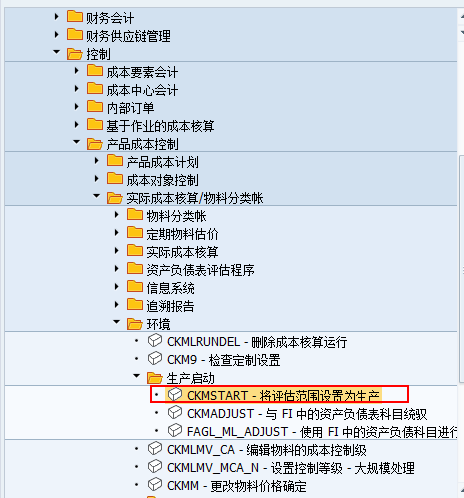 财务会计
财务供应链管理
控制
成本要素会计
成本中心会计
内部订单
基于作业的成本核算
产品成本控制
产品成本计划
成本对象控制
实际成本核算/物料分类帐
物料分类帐
定期物料估价
实际成本核算
资产负债表评估程序
信息系统
追溯报告
环境
CKMLRUNDEL - 删除成本核算运行
CKM9 - 检查定制设置
生产启动
CKMSTART - 将评估范围设置为生产
CKMADJUST - 与 FI 中的资产负债表科目统驭
FAGL_ML_ADJUST - 使用 FI 中的资产负债科目进行
CKMLMV_CA - 编辑物料的成本控制级
CKMLMV_MCA_N - 设置控制等级 - 大规模处理
CKMM - 更改物料价格确定